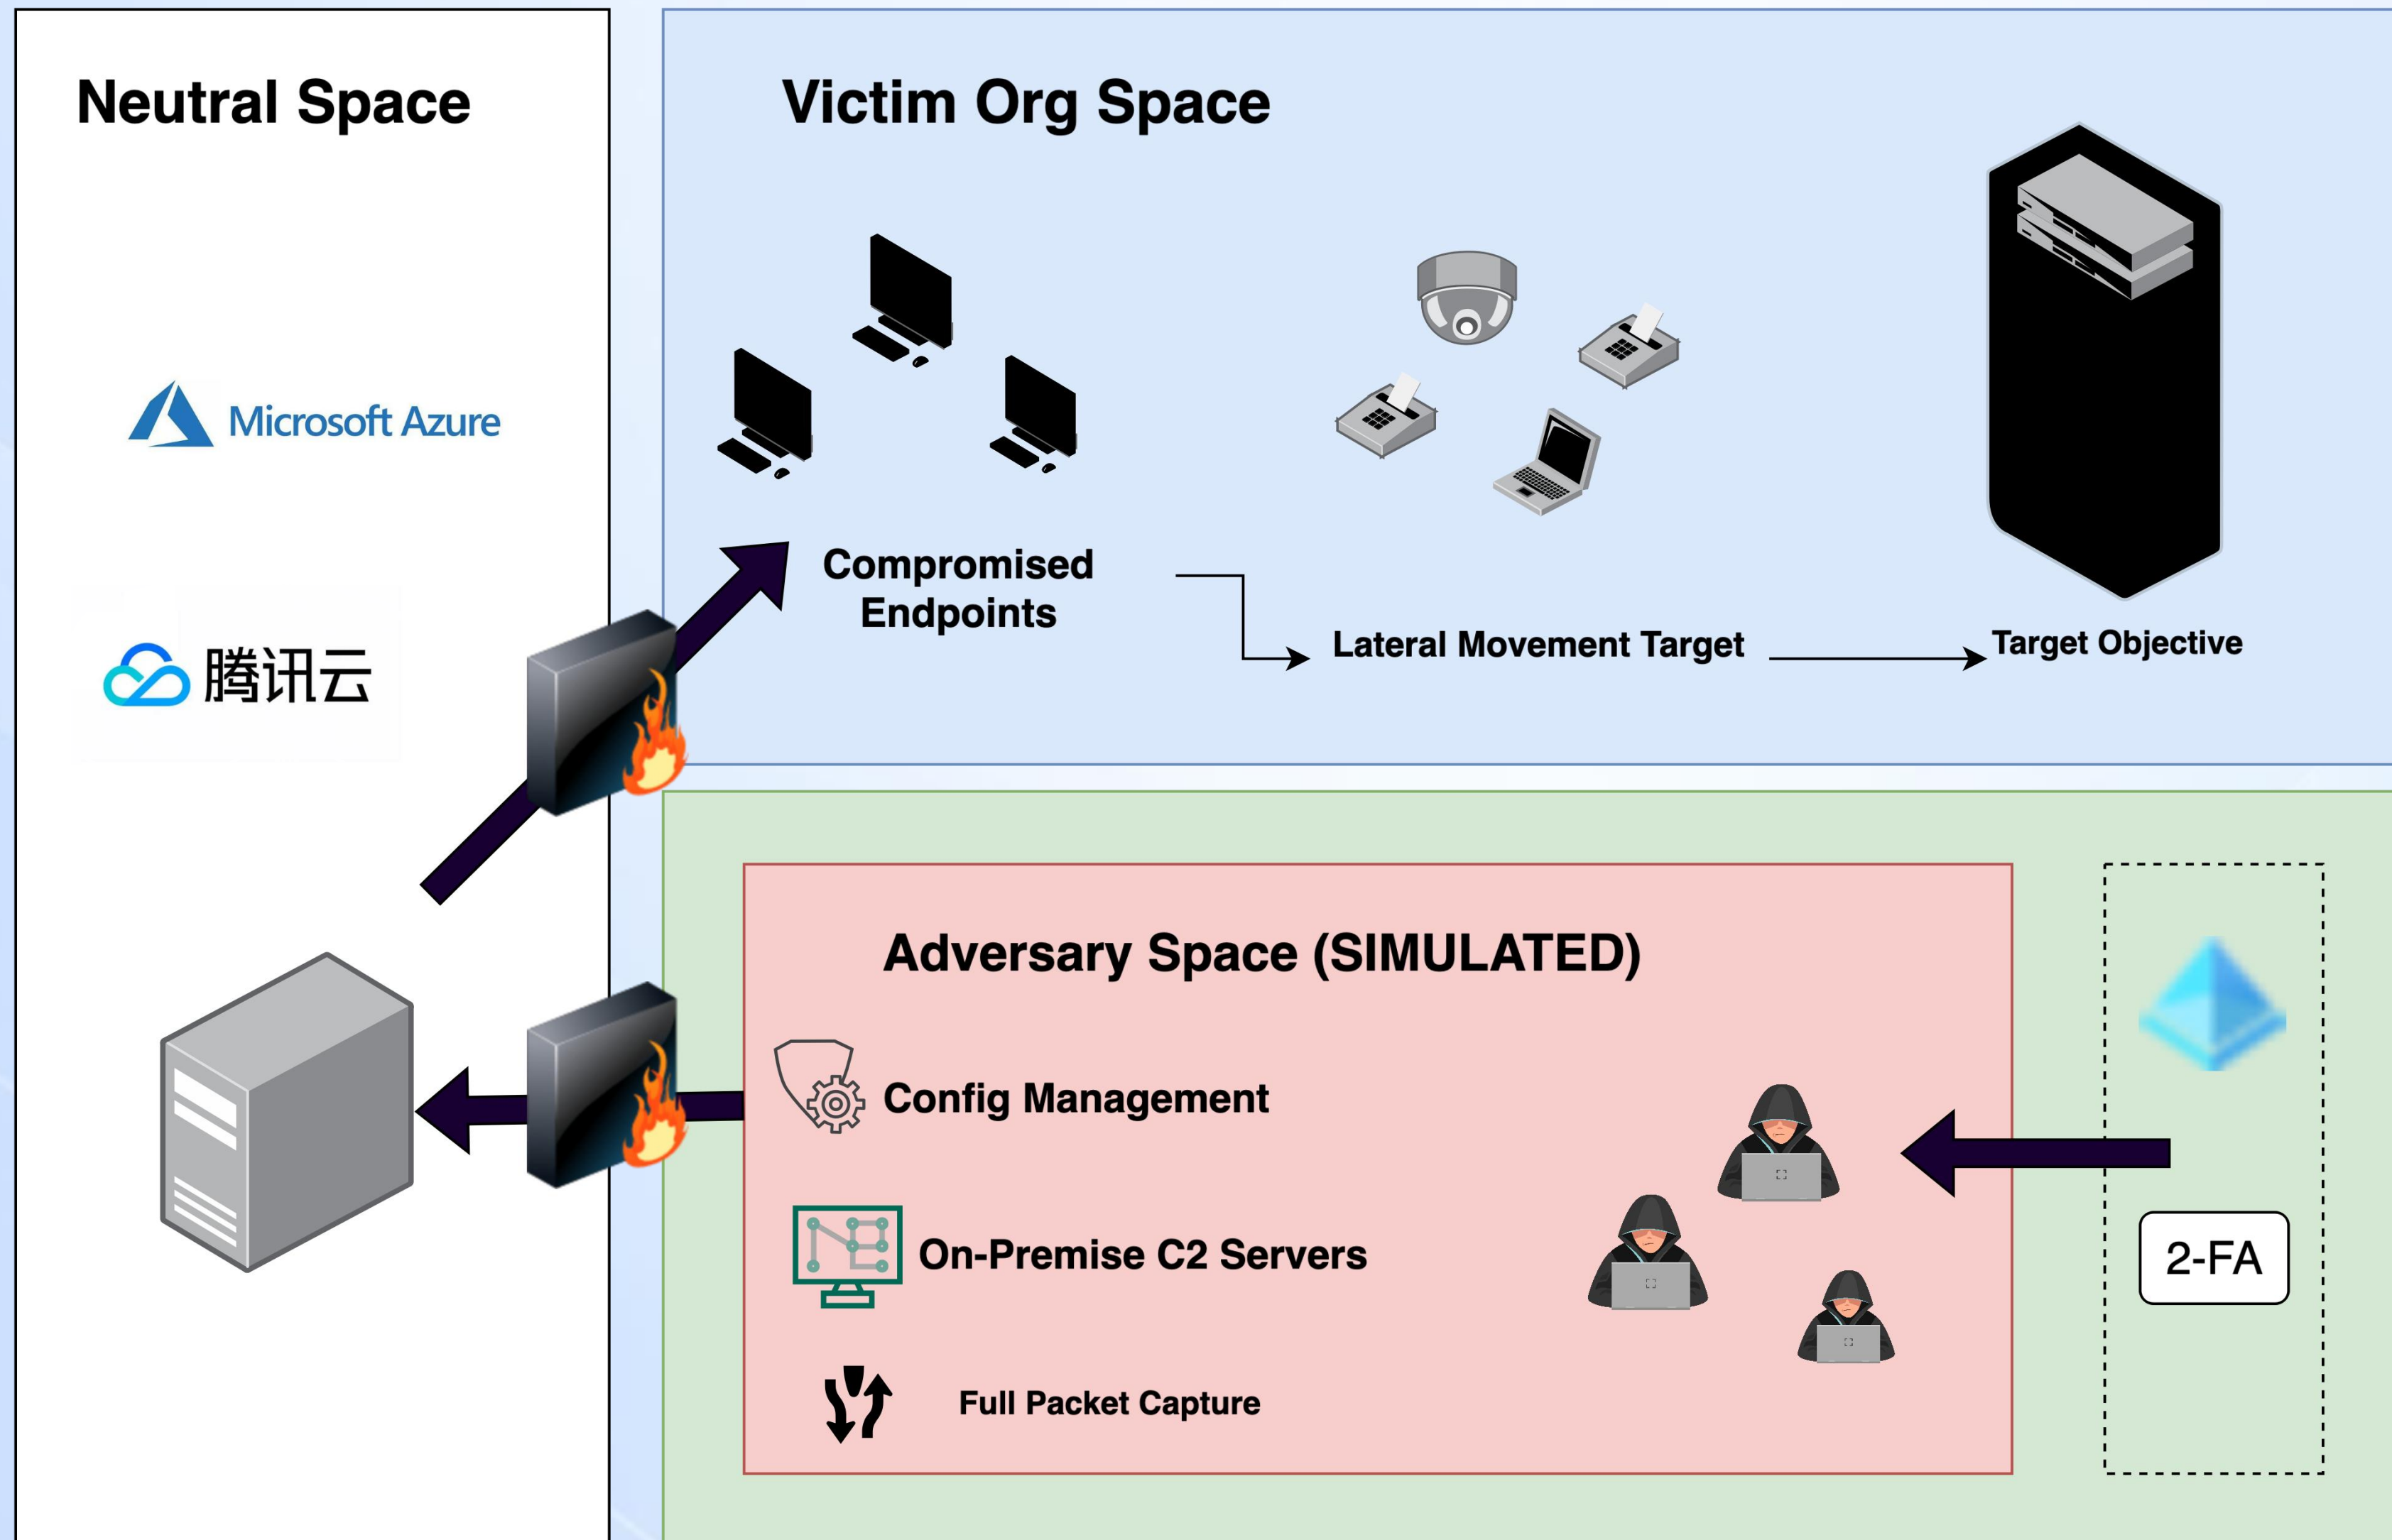 Neutral Space
Microsoft Azure
腾讯云
Victim Org Space
Compromised
Endpoints
Lateral Movement Target
Target Objective
Adversary Space (SIMULATED)
Config Management
On-Premise C2 Servers
Full Packet Capture
2-FA